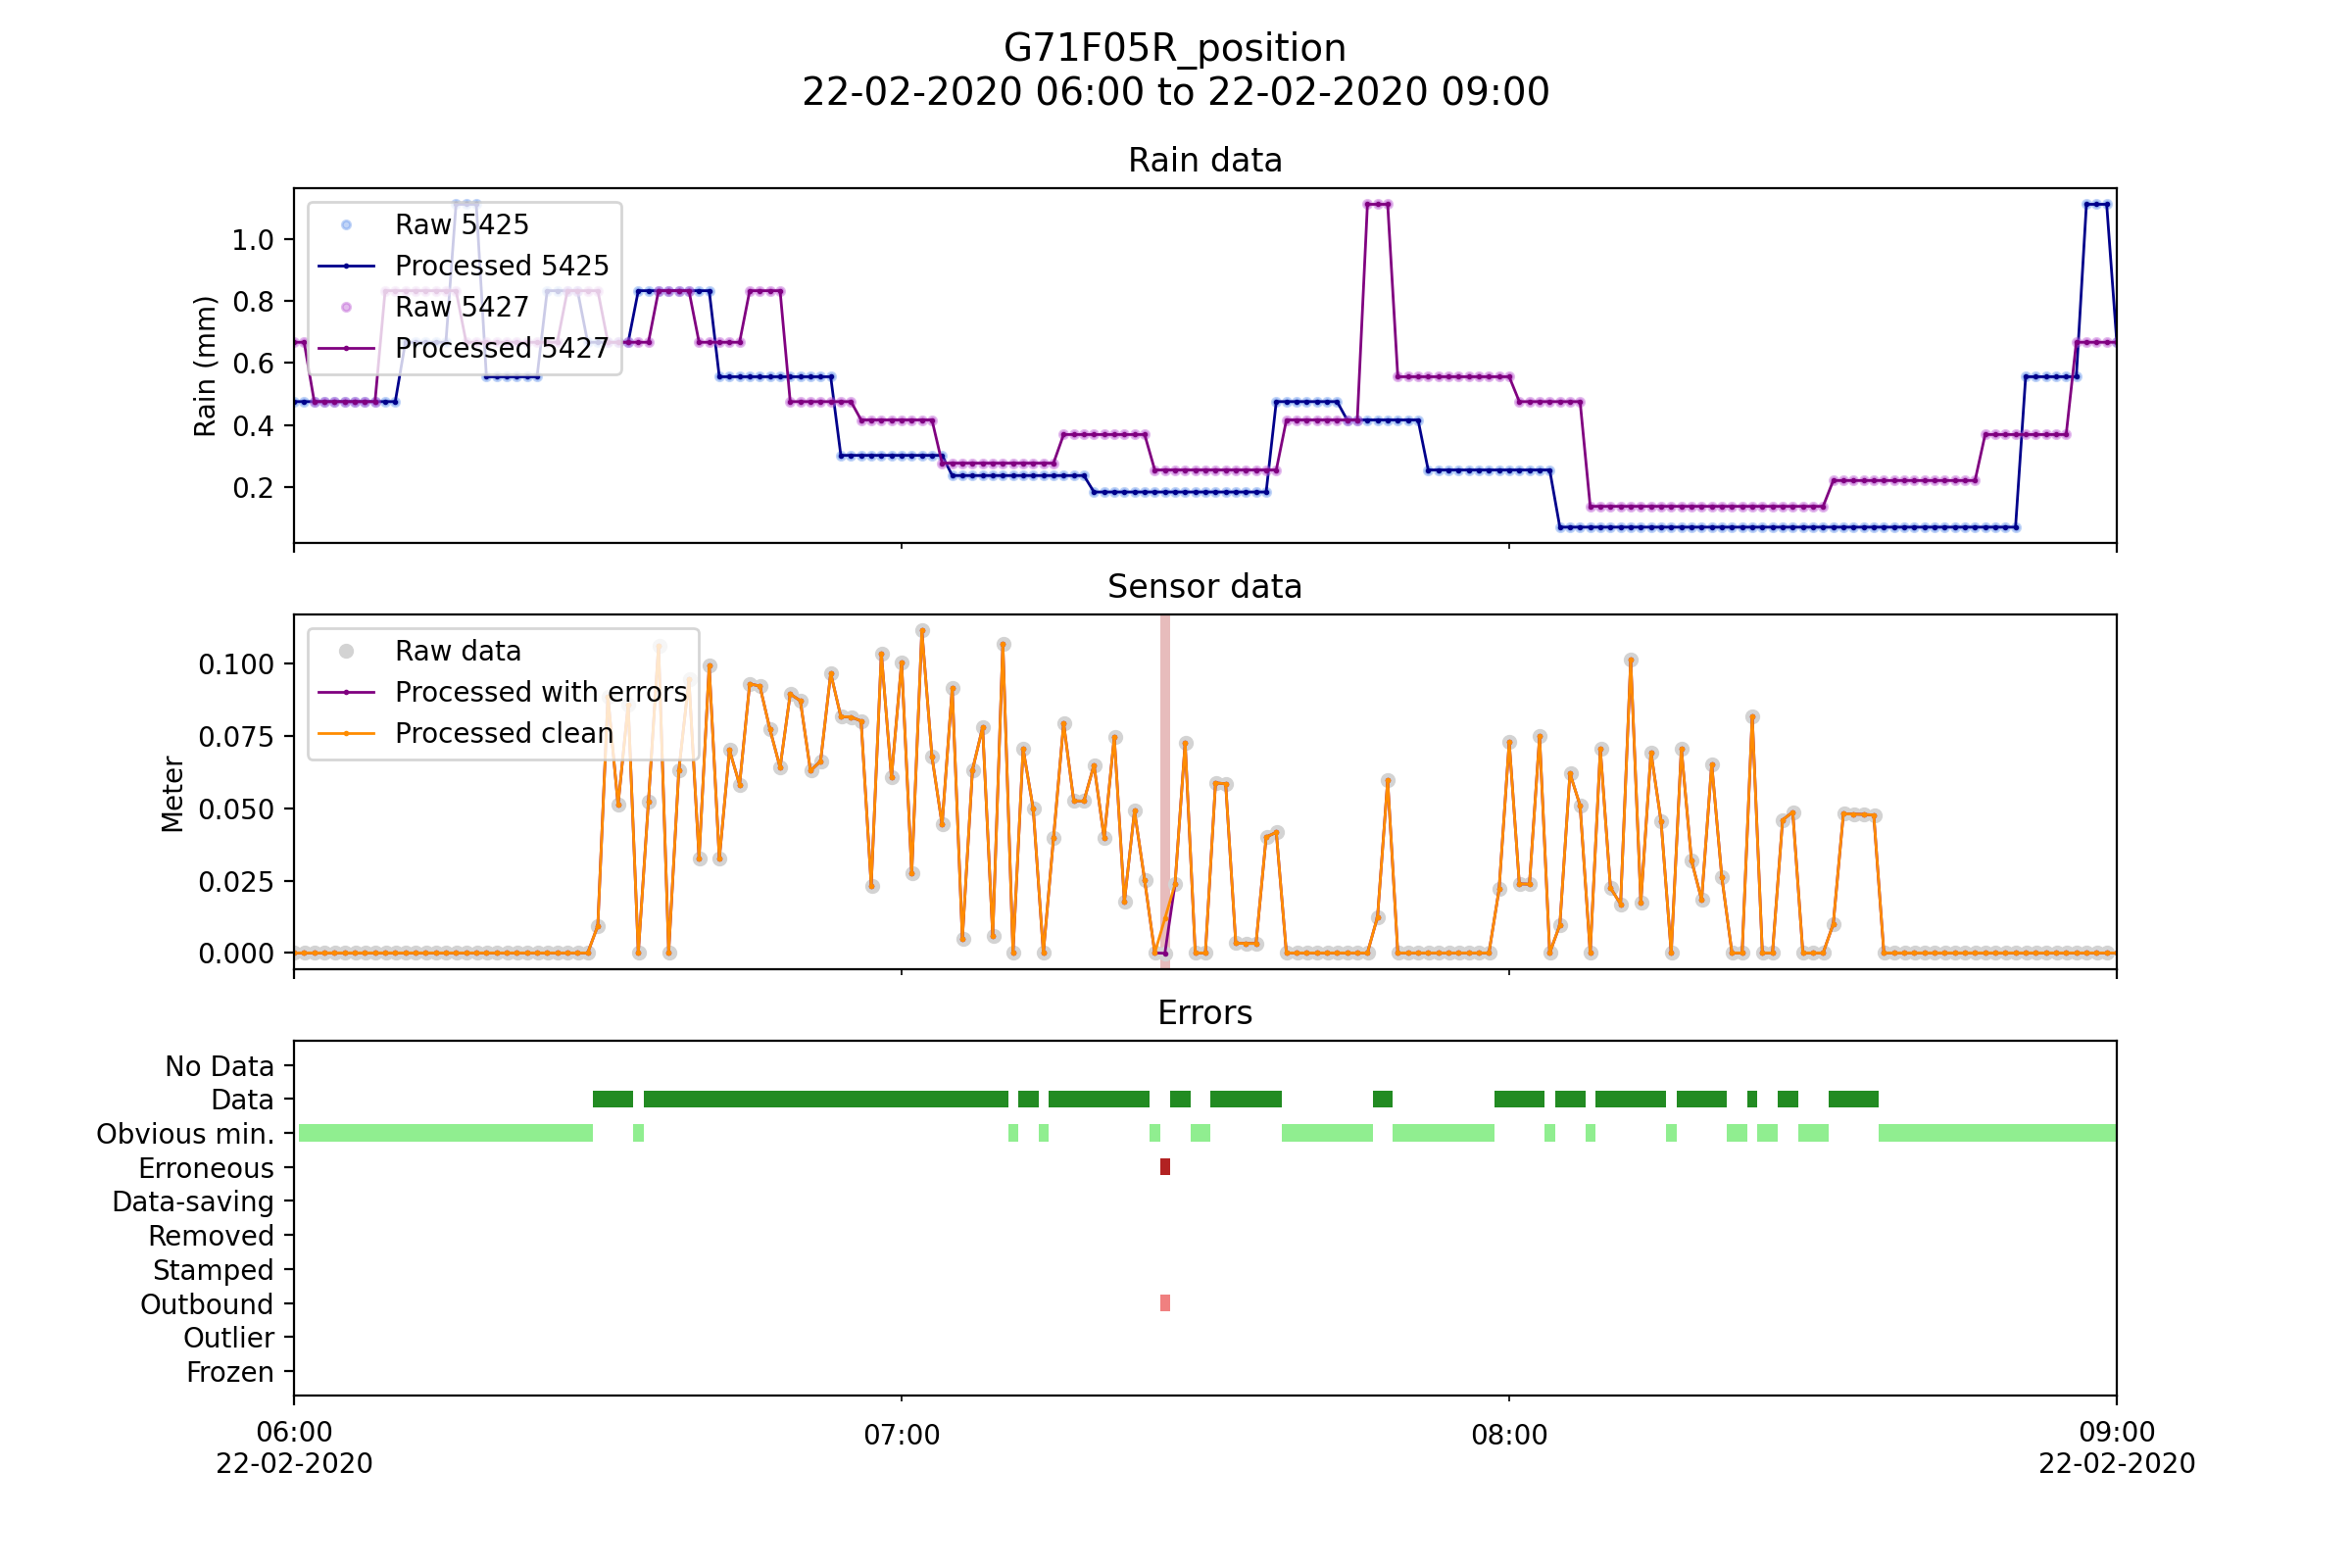 G71F05R_position
22-02-2020 06:00 to 22-02-2020 09:00
Rain data
Rain (mm)
1.0
0.8
0.6
0.4
0.2
Raw 5425
Processed 5425
Raw 5427
Processed 5427
Sensor data
Meter
0.100
0.075
0.050
0.025
0.000
Raw data
Processed with errors
Processed clean
Errors
No Data
Data
Obvious min.
Erroneous
Data-saving
Removed
Stamped
Outbound
Outlier
Frozen
06:00
22-02-2020
07:00
08:00
09:00
22-02-2020